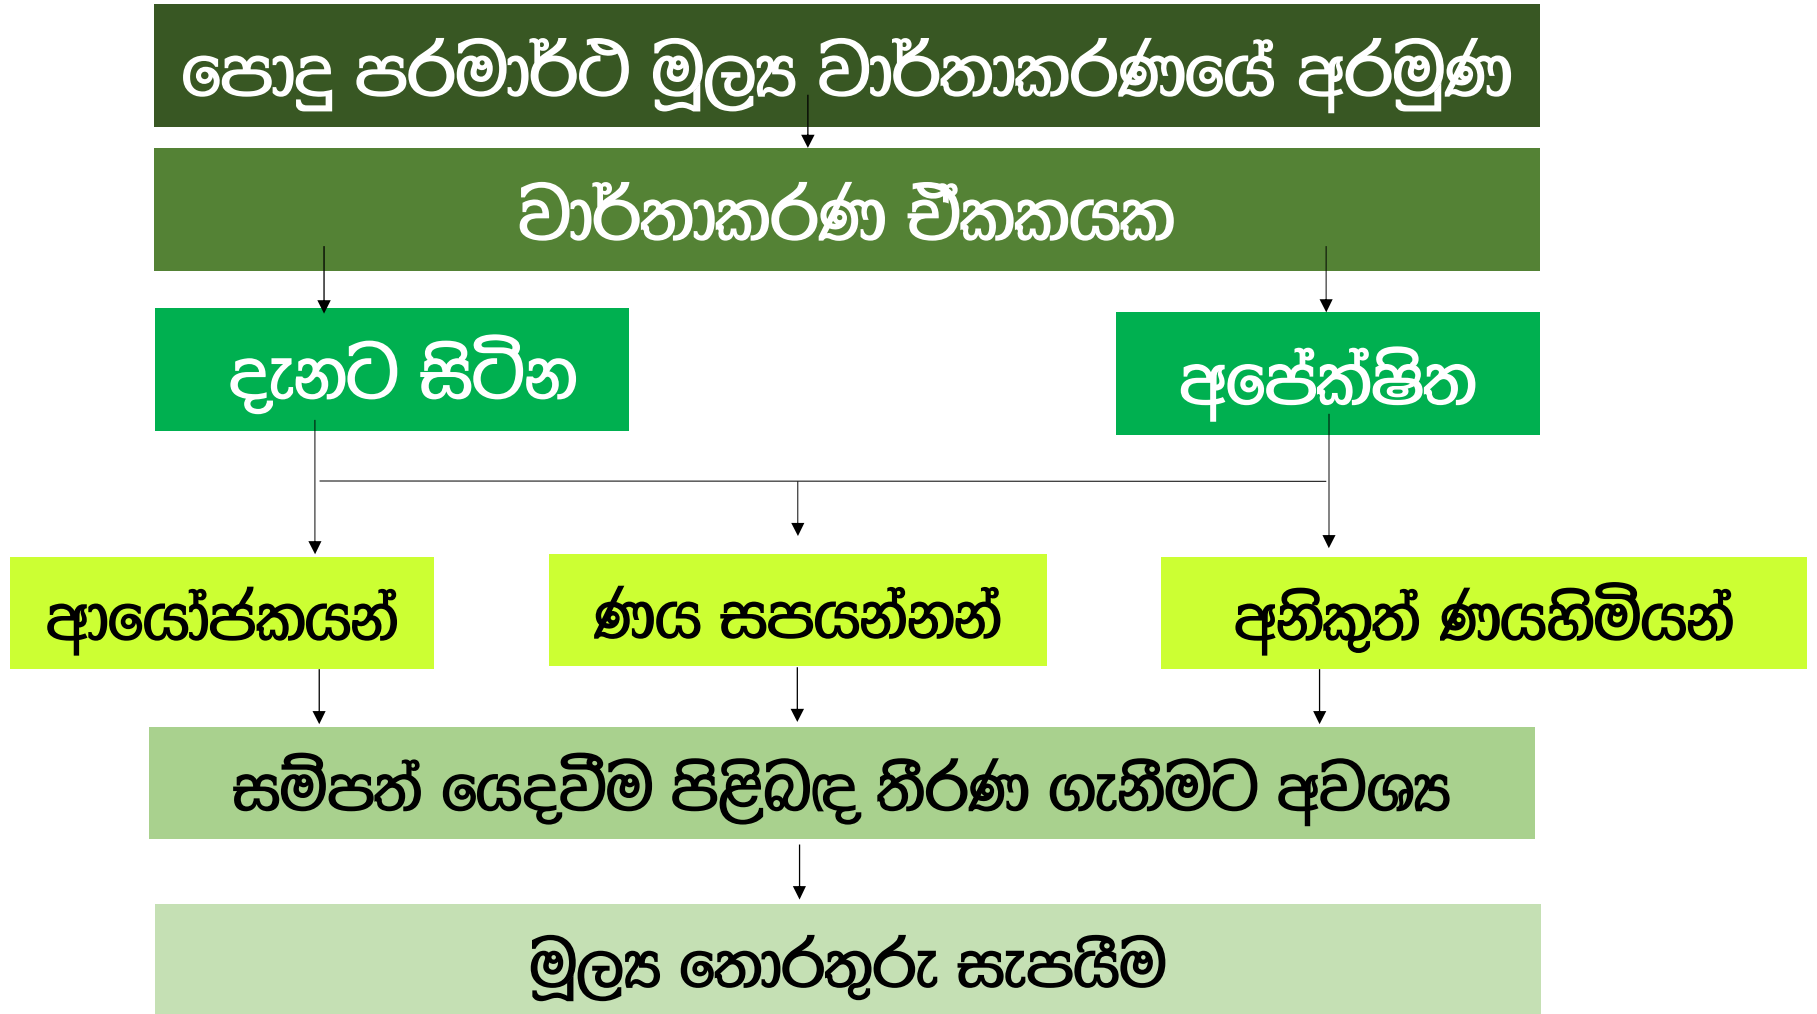 පොදු පරමාර්ථ මූල්‍ය වාර්තාකරණයේ අරමුණ
වාර්තාකරණ ඒකකයක
දැනට සිටින
අපේක්ෂිත
ආයෝජකයන්
ණය සපයන්නන්
අනිකුත් ණයහිමියන්
සම්පත් යෙදවීම පිළිබඳ තීරණ ගැනීමට අවශ්‍ය
මූල්‍ය තොරතුරු සැපයීම